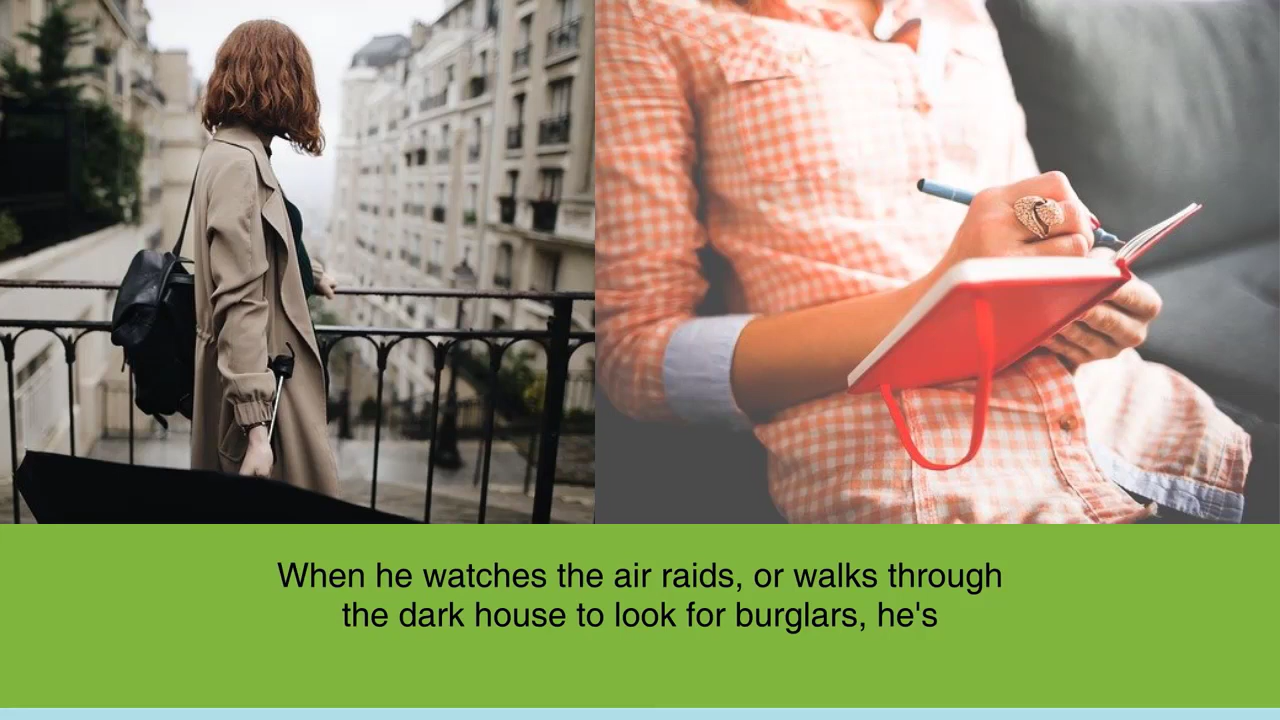 When he watches the air raids, or walks through
the dark house to look for burglars, he's